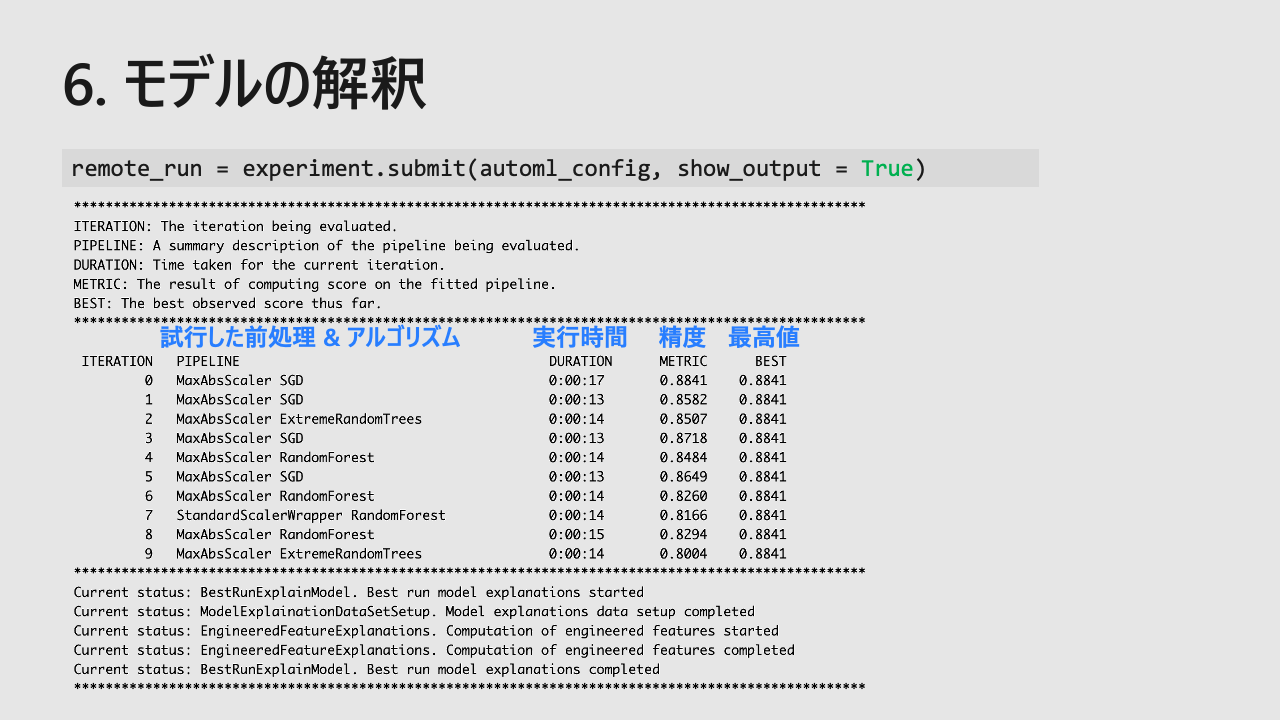 6. モデルの解釈
remote_run = experiment.submit(automl_config, show_output = True)
****************************************************************************************************
ITERATION: The iteration being evaluated.
PIPELINE: A summary description of the pipeline being evaluated.
DURATION: Time taken for the current iteration.
METRIC: The result of computing score on the fitted pipeline.
BEST: The best observed score thus far.
****************************************************************************************************
試行した前処理 & アルゴリズム 実行時間 精度 最高値
ITERATION PIPELINE DURATION METRIC BEST
0 MaxAbsScaler SGD 0:00:17 0.8841 0.8841
1 MaxAbsScaler SGD 0:00:13 0.8582 0.8841
2 MaxAbsScaler ExtremeRandomTrees 0:00:14 0.8507 0.8841
3 MaxAbsScaler SGD 0:00:13 0.8718 0.8841
4 MaxAbsScaler RandomForest 0:00:14 0.8484 0.8841
5 MaxAbsScaler SGD 0:00:13 0.8649 0.8841
6 MaxAbsScaler RandomForest 0:00:14 0.8260 0.8841
7 StandardScalerWrapper RandomForest 0:00:14 0.8166 0.8841
8 MaxAbsScaler RandomForest 0:00:15 0.8294 0.8841
9 MaxAbsScaler ExtremeRandomTrees 0:00:14 0.8004 0.8841
****************************************************************************************************
Current status: BestRunExplainModel. Best run model explanations started
Current status: ModelExplainationDataSetSetup. Model explanations data setup completed
Current status: EngineeredFeatureExplanations. Computation of engineered features started
Current status: EngineeredFeatureExplanations. Computation of engineered features completed
Current status: BestRunExplainModel. Best run model explanations completed
****************************************************************************************************